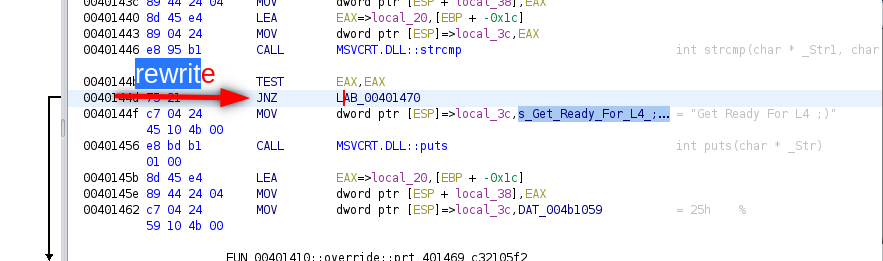 0040143c 89 44 24 04 MOV dword ptr [ESP + local_38],EAX
00401440 8d 45 e4 LEA EAX=>local_20,[EBP + -0x1c]
00401443 89 04 24 MOV dword ptr [ESP]=>local_3c,EAX
00401446 e8 95 b1 CALL MSVCRT.DLL::strcmp int strcmp(char * _Str1, char
rewrite
0040144b TEST EAX,EAX
0040144d 75 21 JNZ LAB_00401470
0040144f c7 04 24 MOV dword ptr [ESP]=>local_3c,s_Get_Ready_For_L4_;... = "Get Ready For L4 ;)"
45 10 4b 00
00401456 e8 bd b1 CALL MSVCRT.DLL::puts int puts(char * _Str)
01 00
0040145b 8d 45 e4 LEA EAX=>local_20,[EBP + -0x1c]
0040145e 89 44 24 04 MOV dword ptr [ESP + local_38],EAX
00401462 c7 04 24 MOV dword ptr [ESP]=>local_3c,DAT_004b1059 = 25h %
59 10 4b 00
FUN_00401410::override::prt_401469_c32105f2